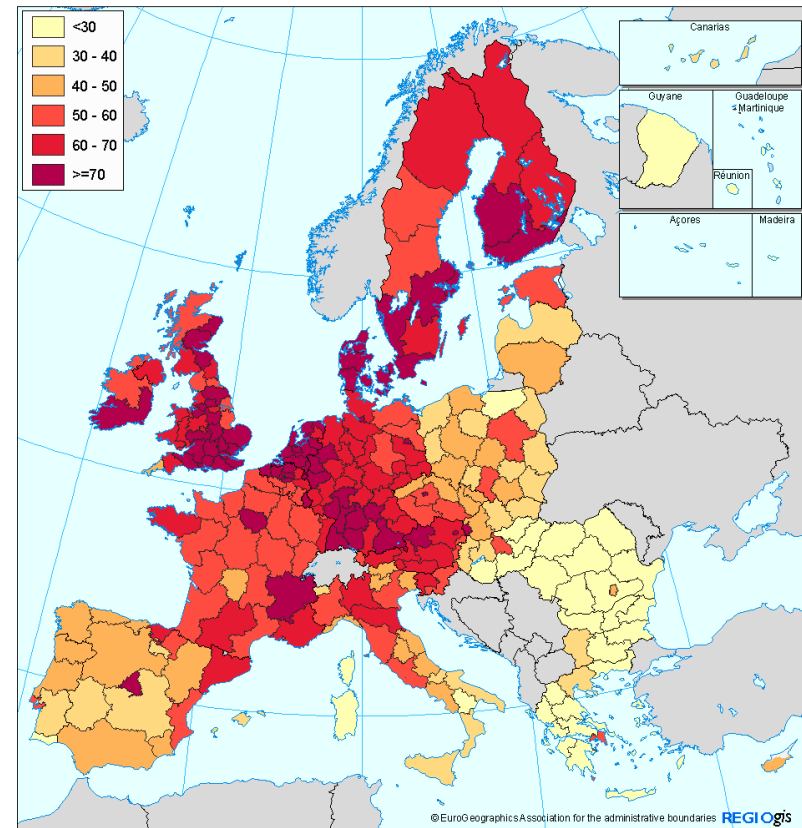 <30
30 - 40
40 - 50
50 - 60
60 - 70
>=70
Canarias
Guyane
Guadeloupe
Martinique
Réunion
Açores
Madeira
© EuroGeographics Association for the administrative boundaries
REGIOgis